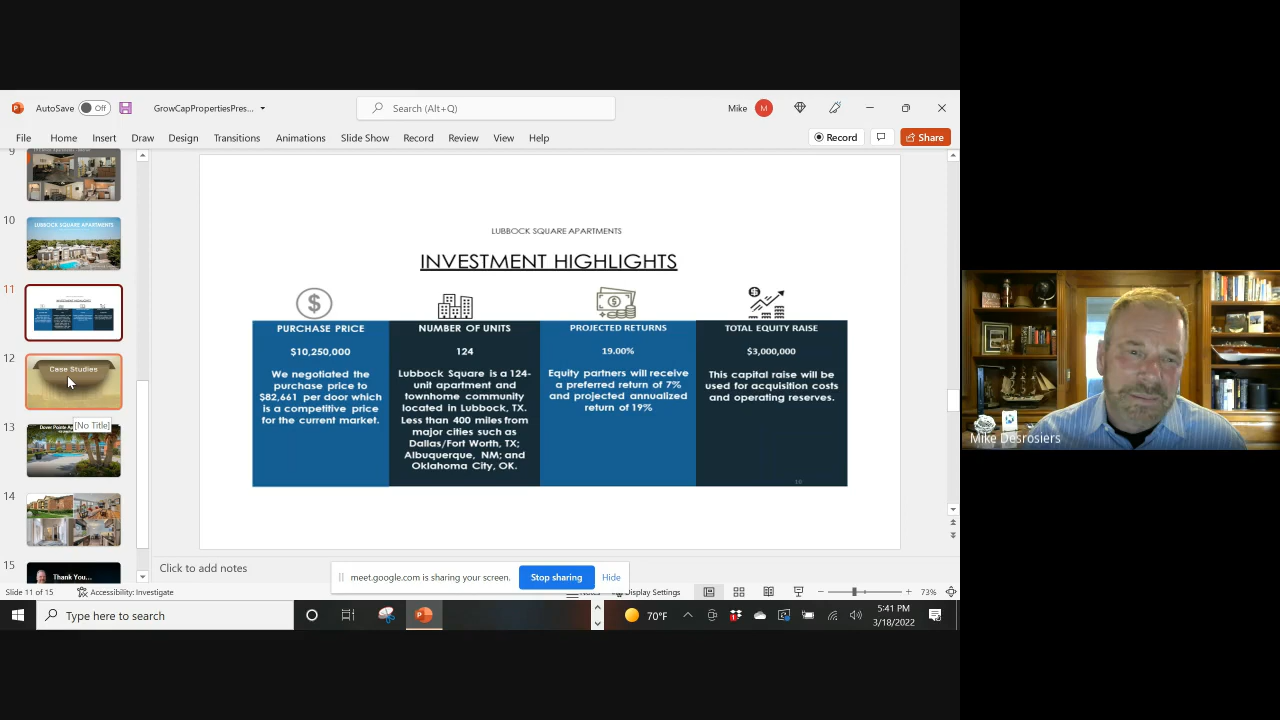 AutoSave Off GrowCapPropertiesPres... Search (Alt+Q) Mike M
File Home Insert Draw Design Transitions Animations Slide Show Record Review View Help Record Share
9
10
LUBBOCK SQUARE APARTMENTS
11
12
Case Studies
[No Title]
13
14
15
Thank You...
LUBBOCK SQUARE APARTMENTS
INVESTMENT HIGHLIGHTS
PURCHASE PRICE
$10,250,000
We negotiated the
purchase price to
$82,661 per door which
is a competitive price
for the current market.
NUMBER OF UNITS
124
Lubbock Square is a 124-
unit apartment and
townhome community
located in Lubbock, TX.
Less than 400 miles from
major cities such as
Dallas/Fort Worth, TX;
Albuquerque, NM; and
Oklahoma City, OK.
PROJECTED RETURNS
19.00%
Equity partners will receive
a preferred return of 7%
and projected annualized
return of 19%
TOTAL EQUITY RAISE
$3,000,000
This capital raise will be
used for acquisition costs
and operating reserves.
Click to add notes
meet.google.com is sharing your screen. Stop sharing Hide
Slide 11 of 15 Accessibility: Investigate Notes Display Settings 73%
Type here to search 70°F 5:41 PM
3/18/2022
Mike Desrosiers